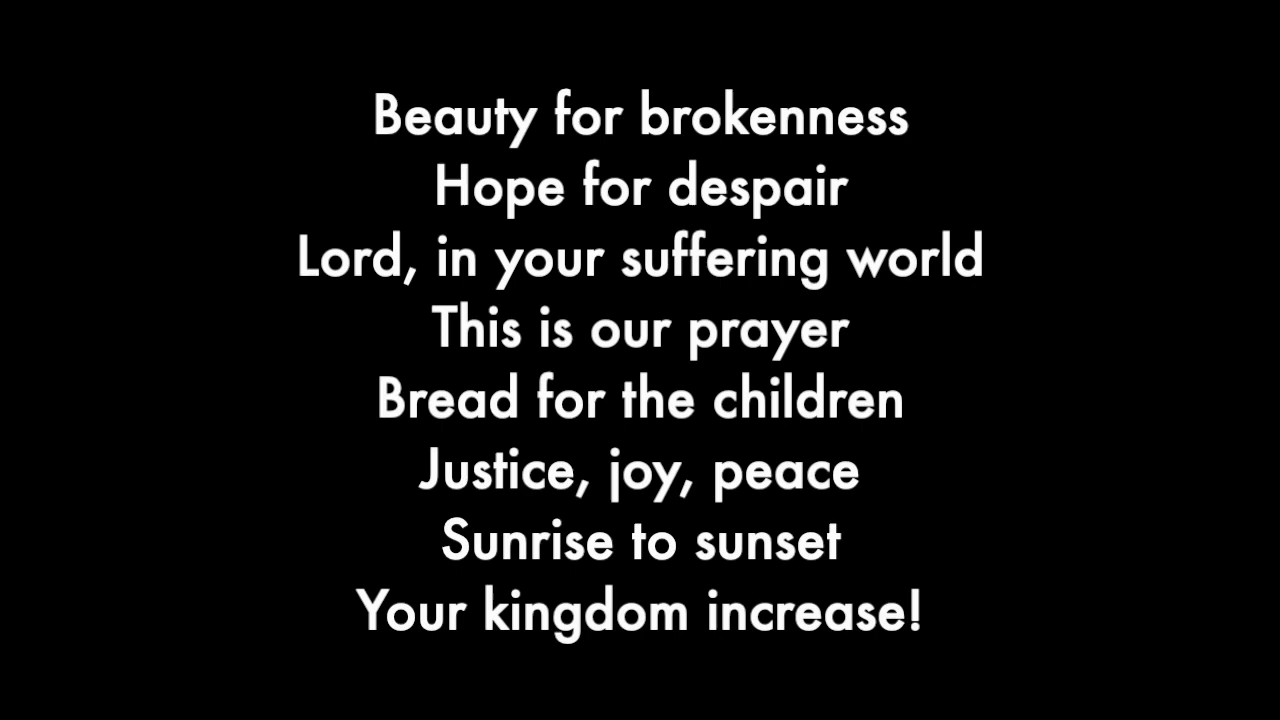 Beauty for brokenness
Hope for despair
Lord, in your suffering world
This is our prayer
Bread for the children
Justice, joy, peace
Sunrise to sunset
Your kingdom increase!